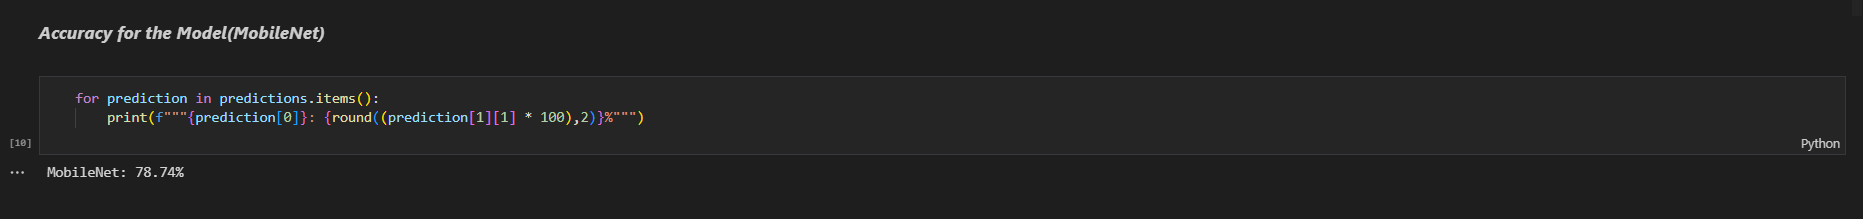 Accuracy for the Model(MobileNet)
for prediction in predictions.items():
    print(f"""{prediction[0]}: {round((prediction[1][1] * 100),2)}%""")
[10]
Python
... MobileNet: 78.74%